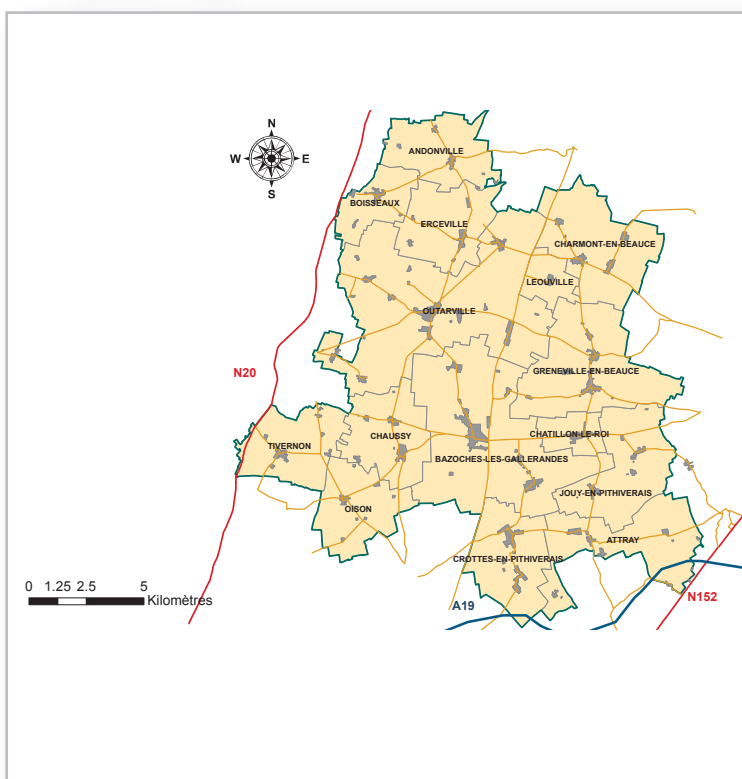 N
W E
S
ANDONVILLE
BOISSEAUX
ERCEVILLE
CHARMONT-EN-BEAUCE
LEOUVILLE
OUTARVILLE
N20
GRENEVILLE-EN-BEAUCE
CHAUSSY
CHATILLON-LE-ROI
TIVERNON
BAZOCHES-LES-GALLERANDES
JOUY-EN-PITHIVERAIS
OISON
ATTRAY
CROTTES-EN-PITHIVERAIS
0 1.25 2.5 5
Kilomètres
A19
N152